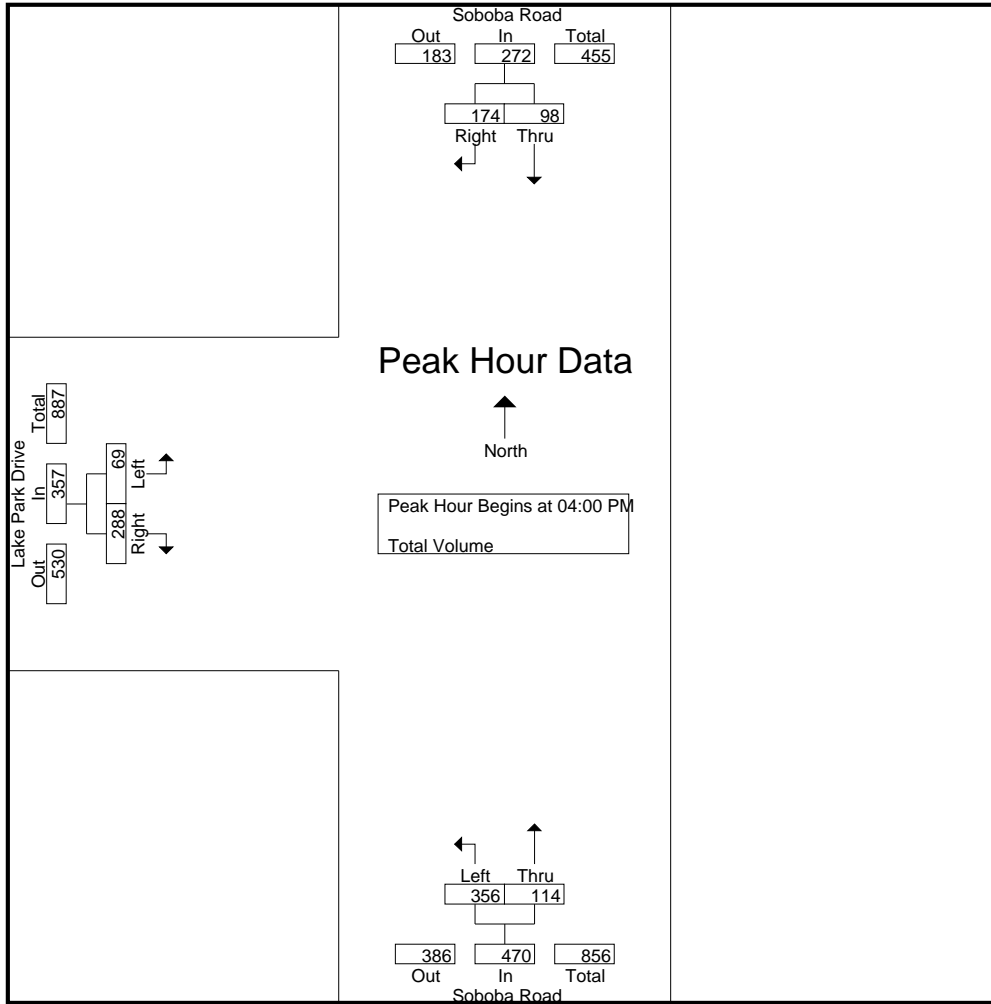 Soboba Road
Out In Total
183 272 455
174 98
Right Thru
Peak Hour Data
North
Peak Hour Begins at 04:00 PM
Total Volume
Lake Park Drive
Out In Total
530 357 887
288 69
Right Left
Left Thru
356 114
386 470 856
Out In Total
Soboba Road